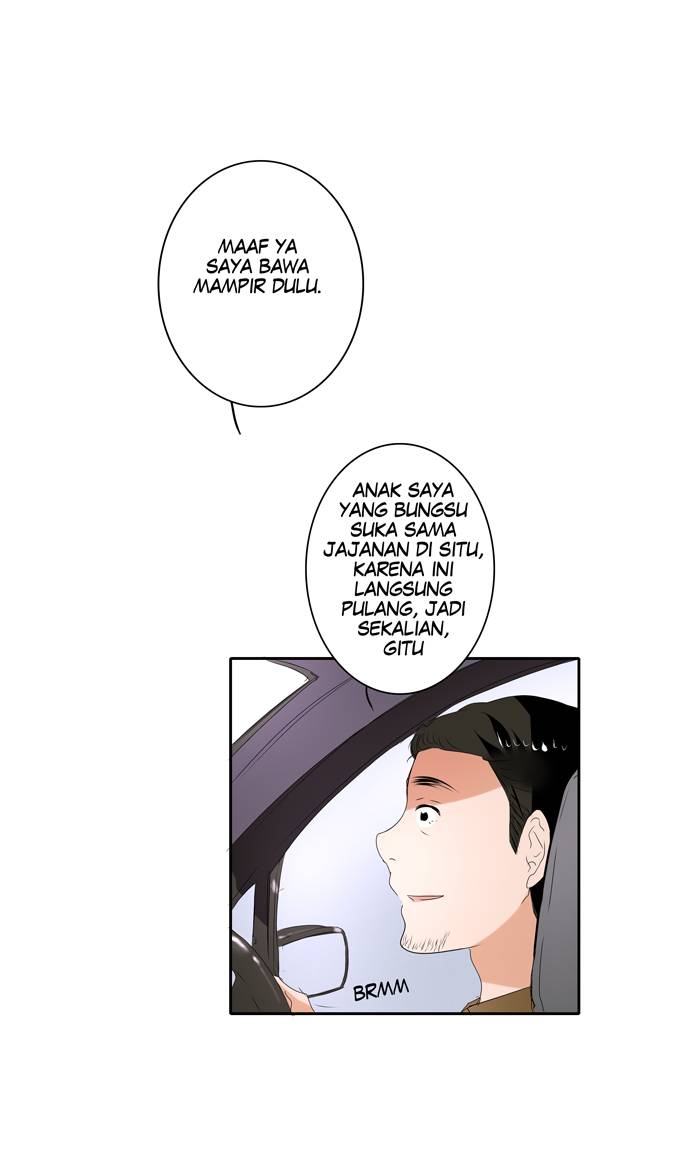 MAAF YA
SAYA BAWA
MAMPIR DULU.
ANAK SAYA
YANG BUNGSU
SUKA SAMA
JAJANAN DI SITU,
KARENA INI
LANGSUNG
PULANG, JADI
SEKALIAN,
GITU
BRMM